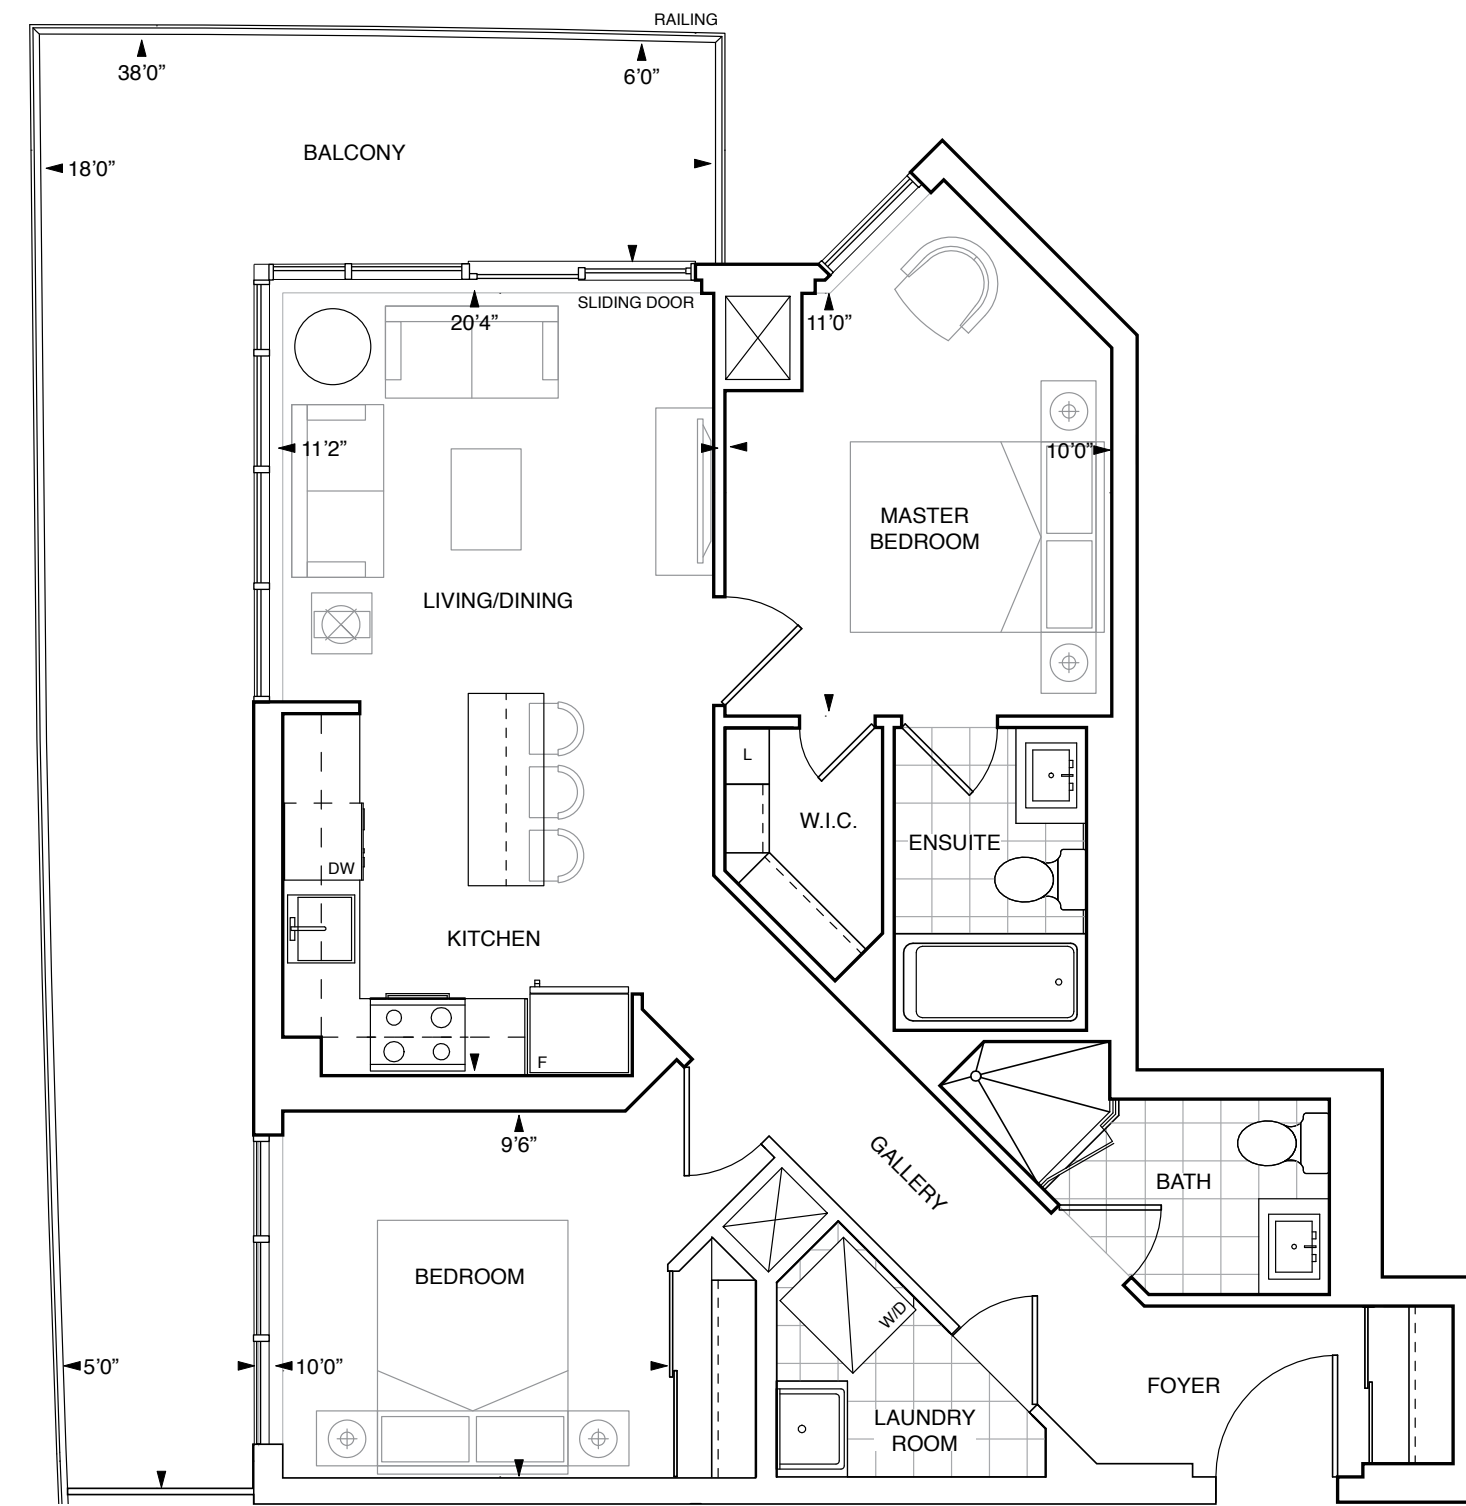 RAILING
38’0”
6’0”
BALCONY
18’0”
SLIDING DOOR
20’4”
11’0”
11’2”
10’0”
MASTER
BEDROOM
LIVING/DINING
L
W.I.C.
ENSUITE
DW
KITCHEN
F
9’6”
GALLERY
BATH
BEDROOM
W/D
5’0”
10’0”
FOYER
LAUNDRY
ROOM